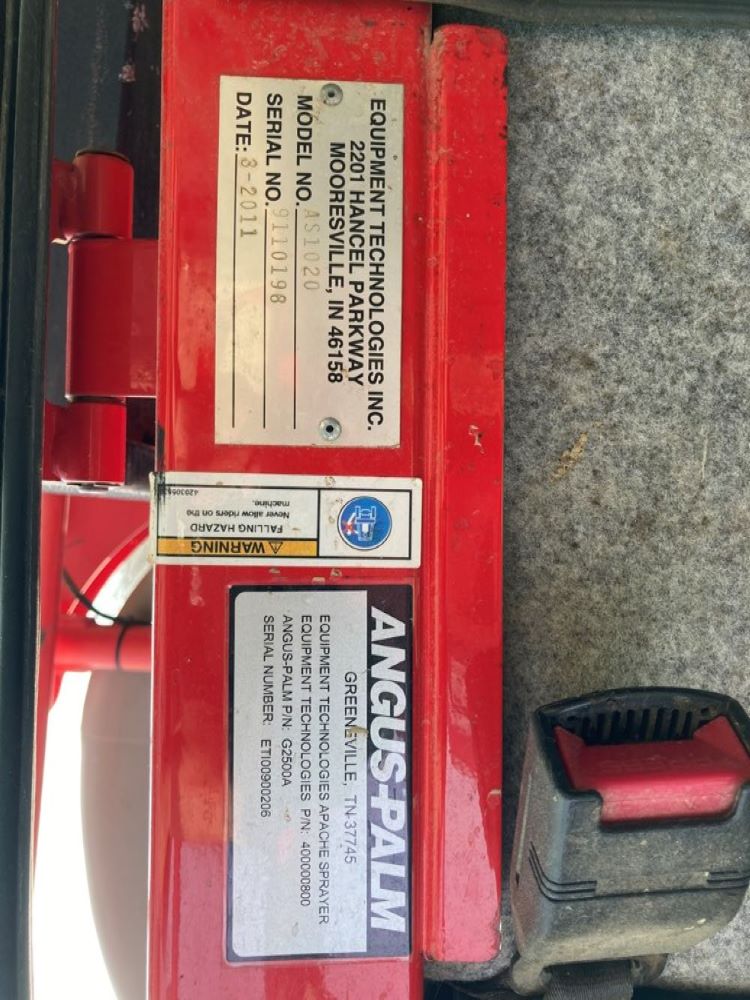 EQUIPMENT TECHNOLOGIES INC.
2201 HANCEL PARKWAY
MOORESVILLE, IN 46158
MODEL NO. AS1020
SERIAL NO. 9110198
DATE: 3-2011
WARNING
FALLING HAZARD
Never allow riders on the
machine.
ANGUS-PALM
GREENEVILLE, TN 37745
EQUIPMENT TECHNOLOGIES APACHE SPRAYER
EQUIPMENT TECHNOLOGIES P/N: 400000800
ANGUS-PALM P/N: G2500A
SERIAL NUMBER: ETI00900206